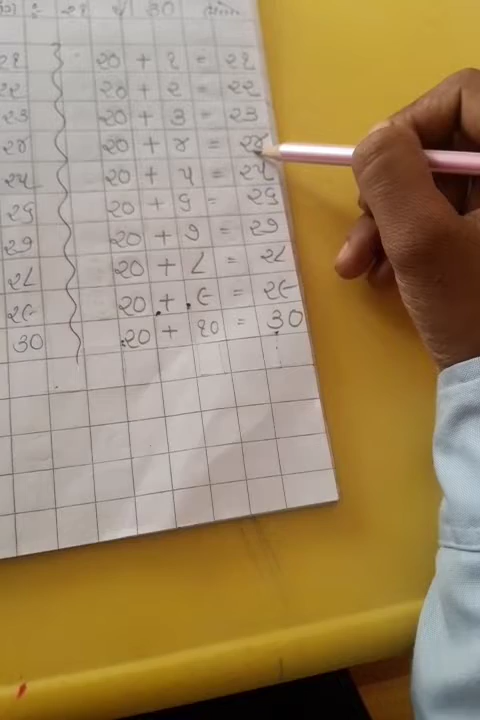 ૨૧ થી ૩૦
૨૧ ૨૦ + ૧ = ૨૧
૨૨ ૨૦ + ૨ = ૨૨
૨૩ ૨૦ + ૩ = ૨૩
૨૪ ૨૦ + ૪ = ૨૪
૨૫ ૨૦ + ૫ = ૨૫
૨૬ ૨૦ + ૬ = ૨૬
૨૭ ૨૦ + ૭ = ૨૭
૨૮ ૨૦ + ૮ = ૨૮
૨૯ ૨૦ + ૯ = ૨૯
૩૦ ૨૦ + ૧૦ = ૩૦